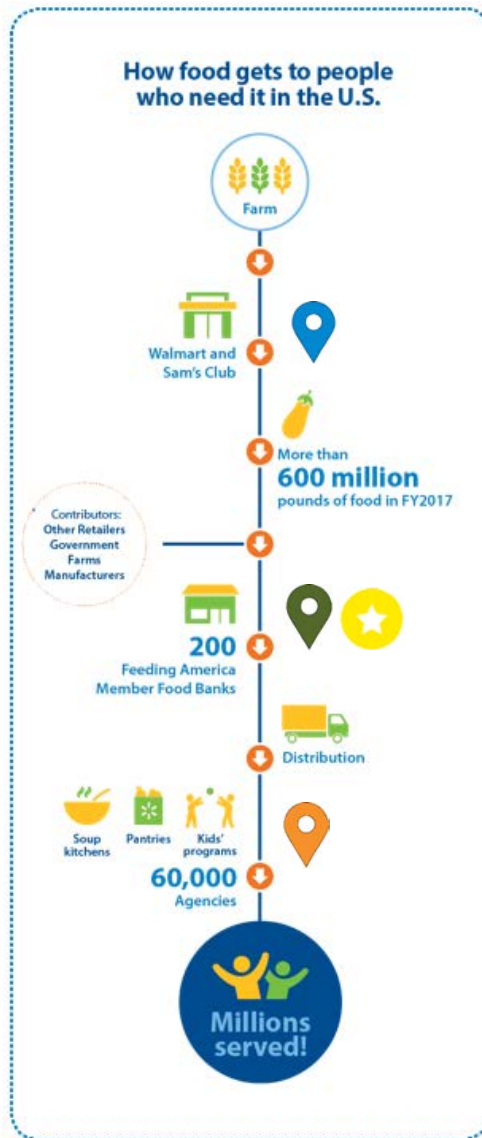 How food gets to people
who need it in the U.S.
Farm
Walmart and
Sam's Club
More than
600 million
pounds of food in FY2017
Contributors:
Other Retailers
Government
Farms
Manufacturers
200
Feeding America
Member Food Banks
Distribution
Soup
kitchens
Pantries
Kids'
programs
60,000
Agencies
Millions
served!